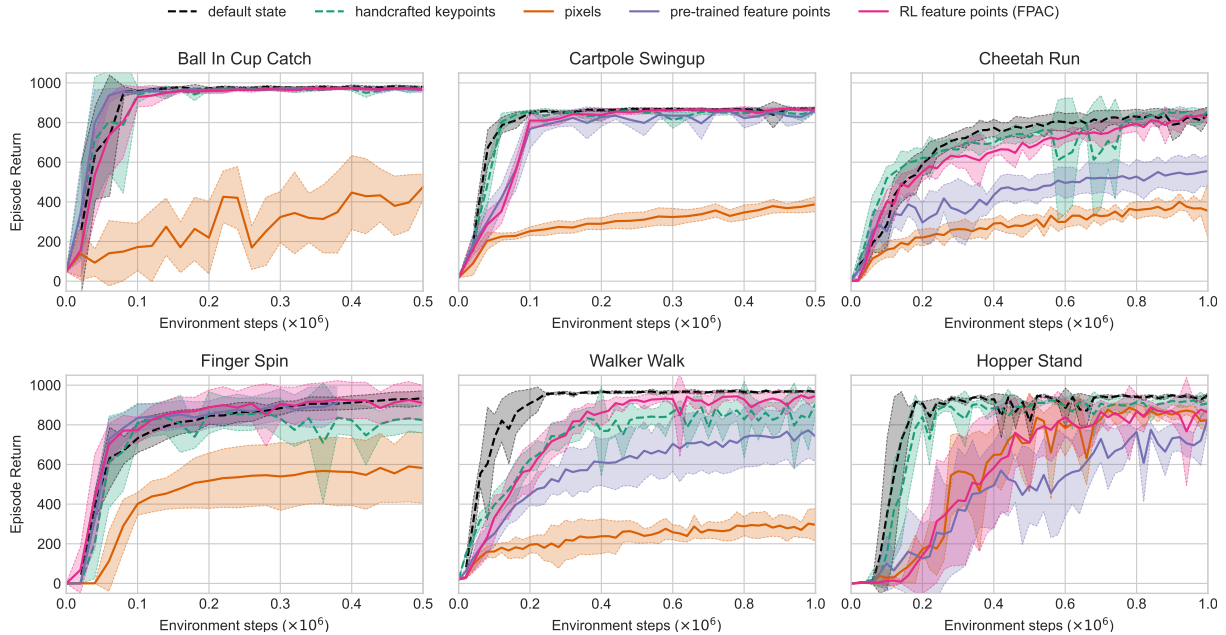 default state handcrafted keypoints pixels pre-trained feature points RL feature points (FPAC)
Ball In Cup Catch Cartpole Swingup Cheetah Run
Episode Return
1000
800
600
400
200
0
0.0 0.1 0.2 0.3 0.4 0.5
0.0 0.1 0.2 0.3 0.4 0.5
0.0 0.2 0.4 0.6 0.8 1.0
Environment steps (×10⁶) Environment steps (×10⁶) Environment steps (×10⁶)
Finger Spin Walker Walk Hopper Stand
Episode Return
1000
800
600
400
200
0
0.0 0.1 0.2 0.3 0.4 0.5
0.0 0.2 0.4 0.6 0.8 1.0
0.0 0.2 0.4 0.6 0.8 1.0
Environment steps (×10⁶) Environment steps (×10⁶) Environment steps (×10⁶)